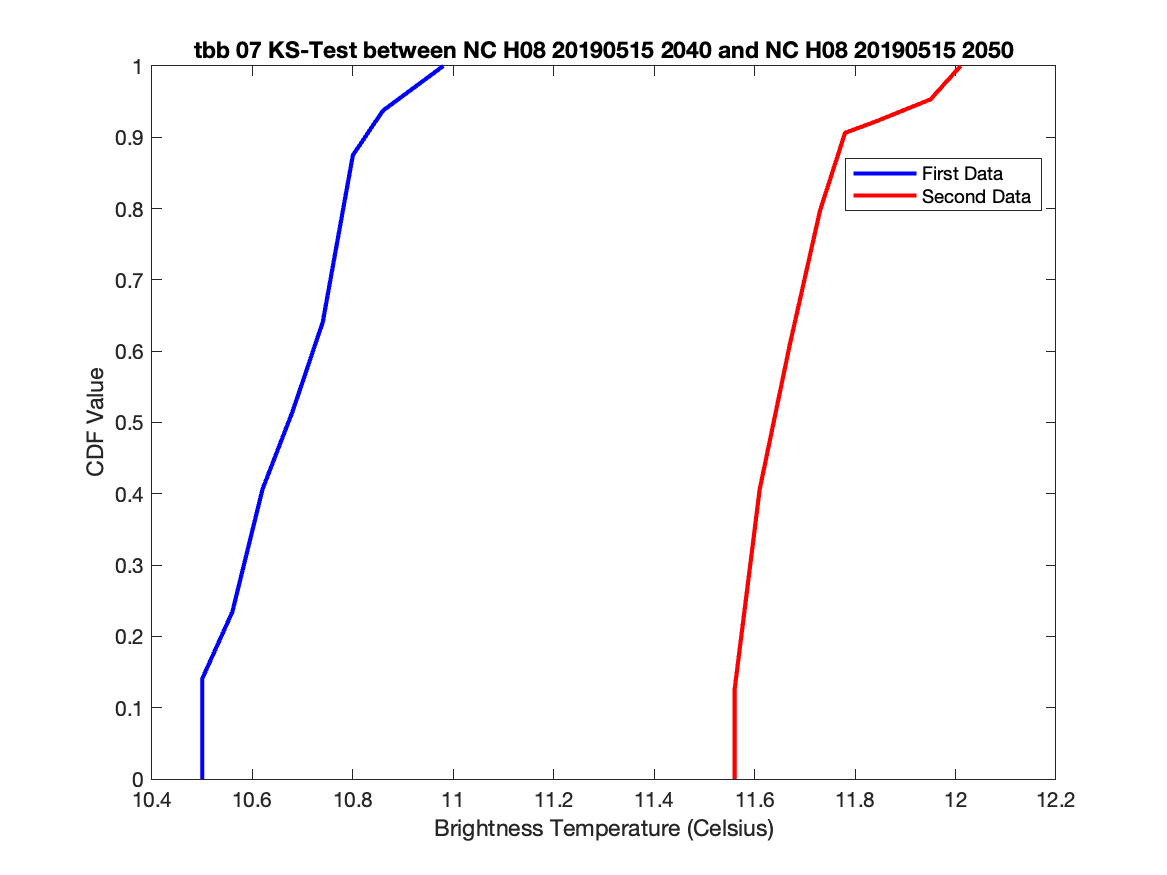 tbb 07 KS-Test between NC H08 20190515 2040 and NC H08 20190515 2050
1
0.9
0.8
0.7
0.6
0.5
0.4
0.3
0.2
0.1
0
CDF Value
First Data
Second Data
10.4 10.6 10.8 11 11.2 11.4 11.6 11.8 12 12.2
Brightness Temperature (Celsius)